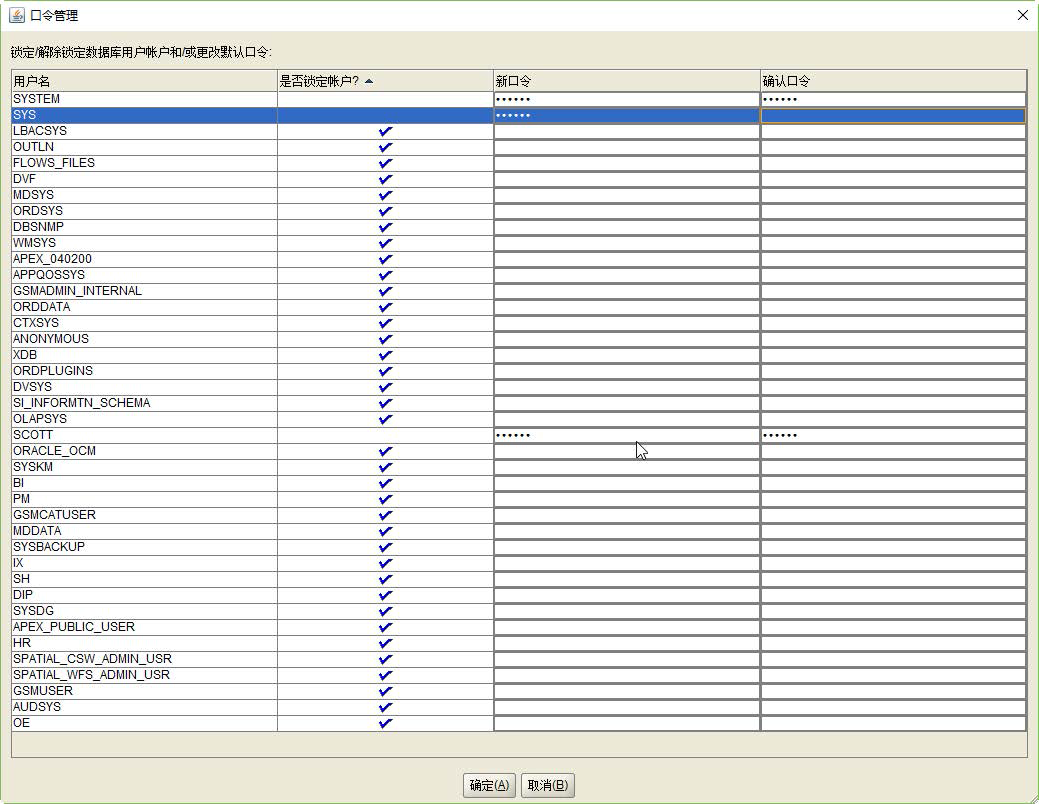 口令管理
锁定/解除锁定数据库用户帐户和/或更改默认口令:
用户名 是否锁定帐户? 新口令 确认口令
SYSTEM •••••• ••••••
SYS ••••••
LBACSYS
OUTLN
FLOWS_FILES
DVF
MDSYS
ORDSYS
DBSNMP
WMSYS
APEX_040200
APPQOSSYS
GSMADMIN_INTERNAL
ORDDATA
CTXSYS
ANONYMOUS
XDB
ORDPLUGINS
DVSYS
SI_INFORMTN_SCHEMA
OLAPSYS
SCOTT •••••• ••••••
ORACLE_OCM
SYSKM
BI
PM
GSMCATUSER
MDDATA
SYSBACKUP
IX
SH
DIP
SYSDG
APEX_PUBLIC_USER
HR
SPATIAL_CSW_ADMIN_USR
SPATIAL_WFS_ADMIN_USR
GSMUSER
AUDSYS
OE
确定(A) 取消(B)